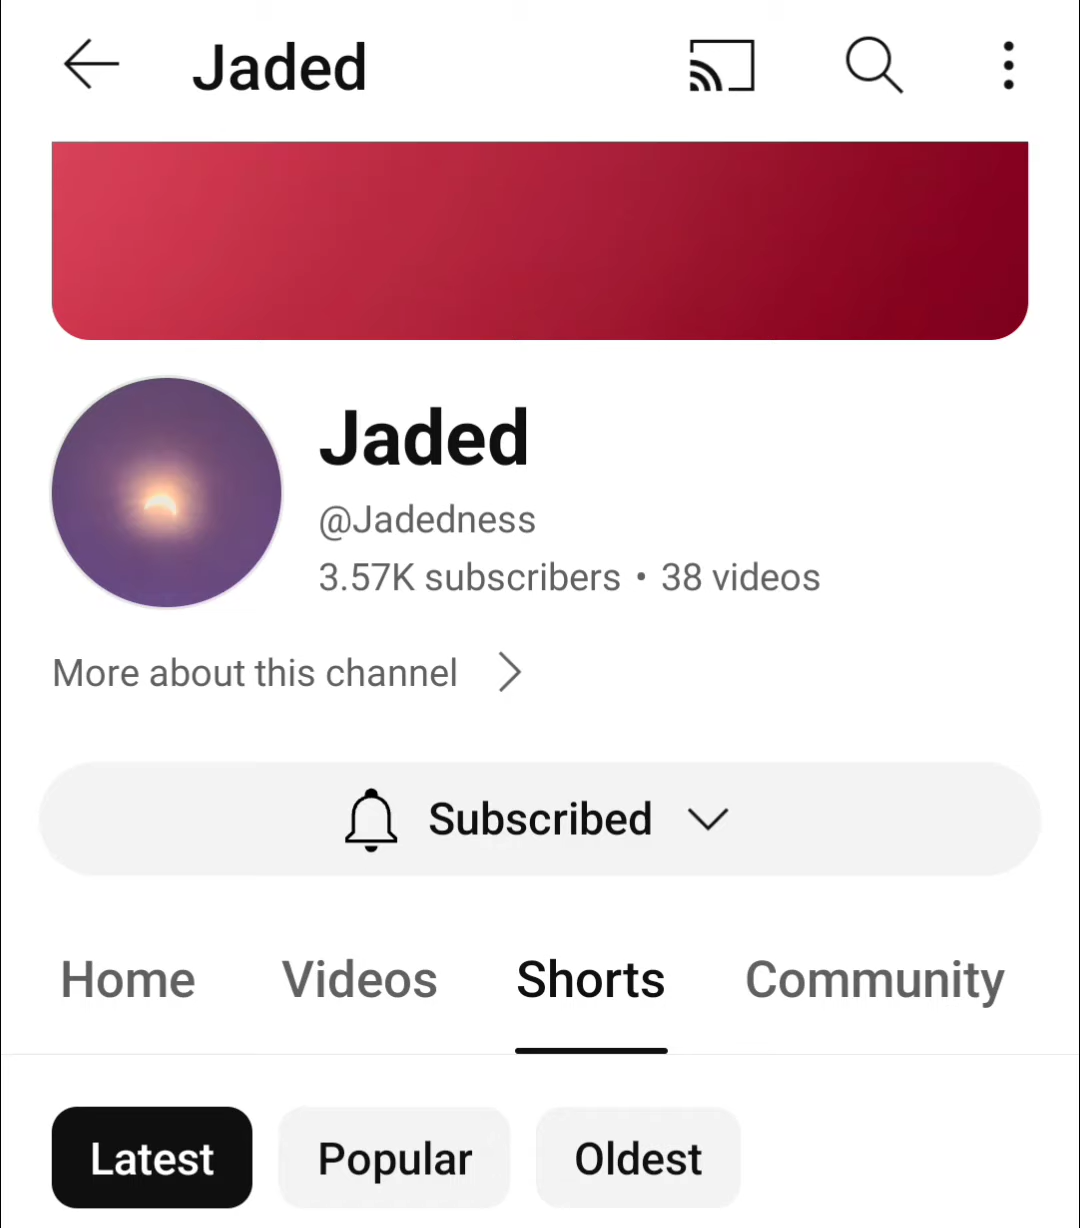 Jaded
Jaded
@Jadedness
3.57K subscribers • 38 videos
More about this channel
Subscribed
Home Videos Shorts Community
Latest Popular Oldest